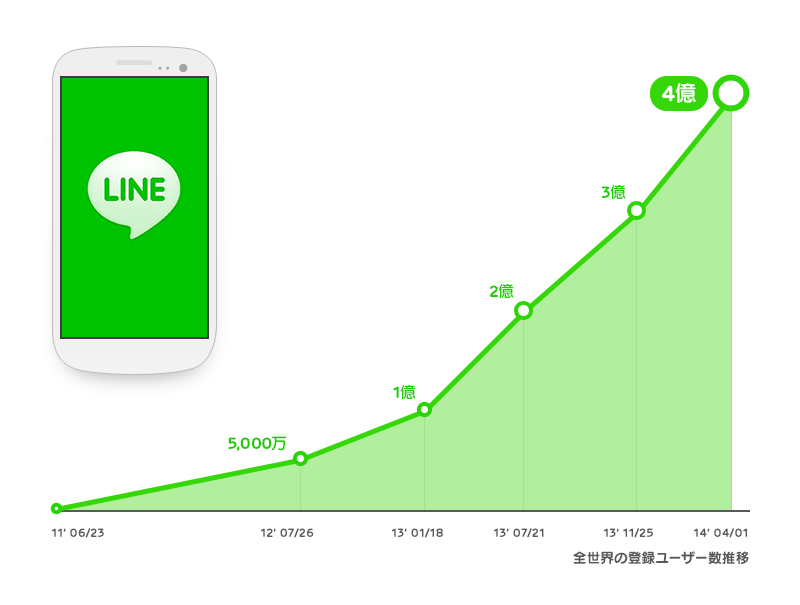 LINE
4億
3億
2億
1億
5,000万
11' 06/23
12' 07/26
13' 01/18
13' 07/21
13' 11/25
14' 04/01
全世界の登録ユーザー数推移